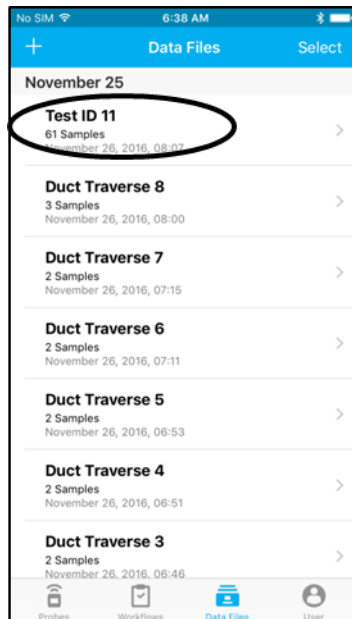 No SIM 6:38 AM
+ Data Files Select
November 25
Test ID 11
61 Samples
November 26, 2016, 08:07
Duct Traverse 8
3 Samples
November 26, 2016, 08:00
Duct Traverse 7
2 Samples
November 26, 2016, 07:15
Duct Traverse 6
2 Samples
November 26, 2016, 07:11
Duct Traverse 5
2 Samples
November 26, 2016, 06:53
Duct Traverse 4
2 Samples
November 26, 2016, 06:51
Duct Traverse 3
2 Samples
November 26, 2016, 06:46
Probes Workflows Data Files User